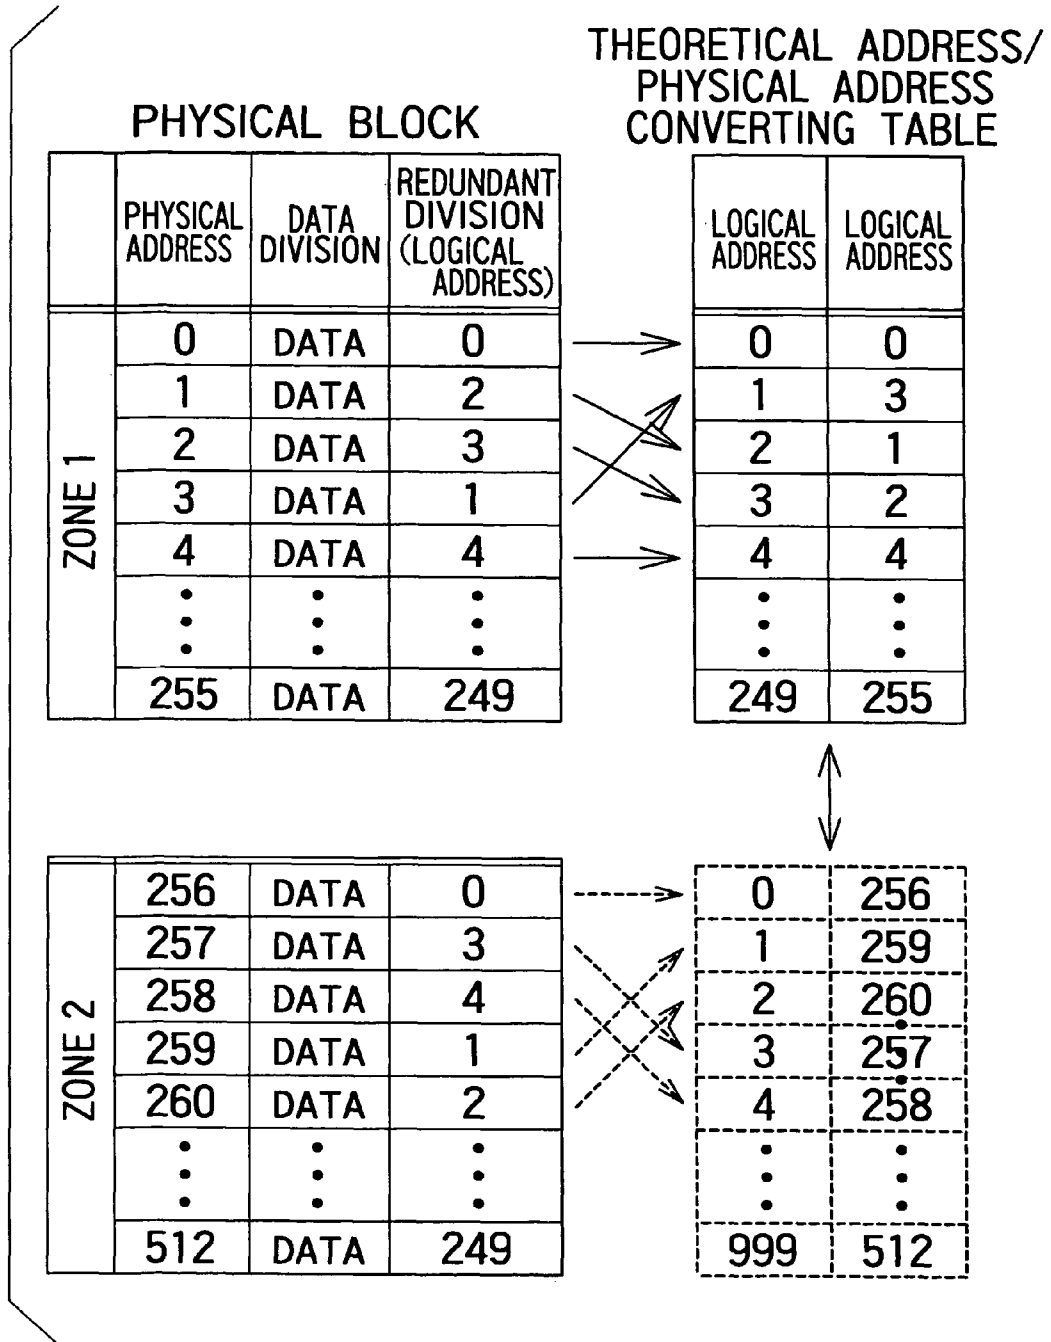 THEORETICAL ADDRESS/
PHYSICAL ADDRESS
CONVERTING TABLE
PHYSICAL BLOCK
PHYSICAL ADDRESS DATA DIVISION REDUNDANT DIVISION (LOGICAL ADDRESS)
LOGICAL ADDRESS LOGICAL ADDRESS
ZONE 1
0 DATA 0 0 0
1 DATA 2 1 3
2 DATA 3 2 1
3 DATA 1 3 2
4 DATA 4 4 4
255 DATA 249 249 255
ZONE 2
256 DATA 0 0 256
257 DATA 3 1 259
258 DATA 4 2 260
259 DATA 1 3 257
260 DATA 2 4 258
512 DATA 249 999 512